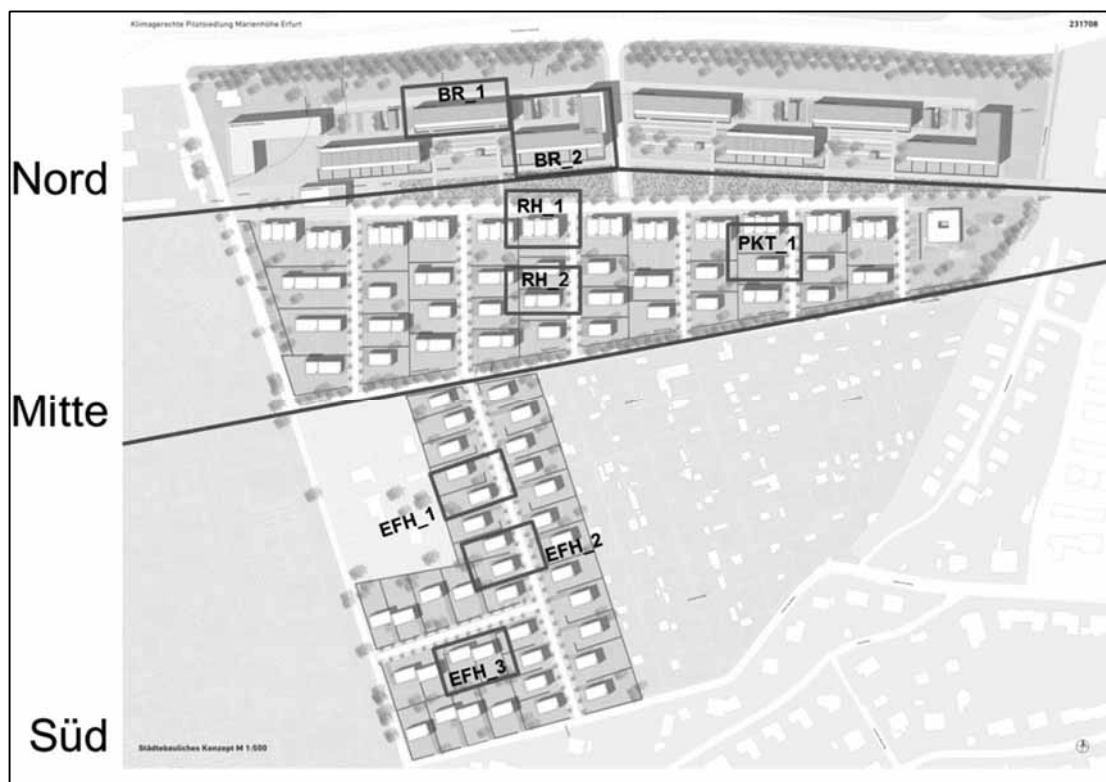 Klimagerechte Pilotsiedlung Marienhöhe Erfurt
231708
BR_1
BR_2
Nord
RH_1
PKT_1
RH_2
Mitte
EFH_1
EFH_2
EFH_3
Süd
Städtebauliches Konzept M 1:500